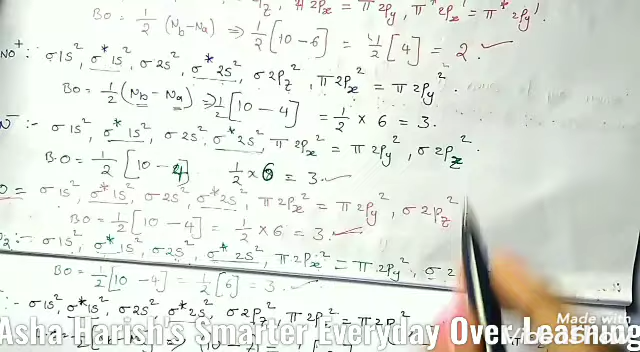 π2px² = π2py², π*2px¹ = π*2py¹.
BO = 1/2 (Nb - Na) ⇒ 1/2 [10 - 6] = 1/2 [4] = 2.
NO⁺ :- σ1s², σ*1s², σ2s², σ*2s², σ2pz², π2px² = π2py².
BO = 1/2 (Nb - Na) ⇒ 1/2 [10 - 4] = 1/2 × 6 = 3.
N⁻ :- σ1s², σ*1s², σ2s², σ*2s², π2px² = π2py², σ2pz².
BO = 1/2 [10 - 4] 1/2 × 6 = 3.
σ1s², σ*1s², σ2s², σ*2s², π2px² = π2py², σ2pz²
BO = 1/2 [10 - 4] = 1/2 × 6 = 3.
:- σ1s², σ*1s², σ2s², σ*2s², π2px² = π2py², σ2
BO = 1/2 [10 - 4] = 1/2 [6] = 3.
:- σ1s², σ*1s², σ2s², σ*2s², σ2pz², π2px² = π2py²
Made with
Asha Harish's Smarter Everyday Over Learning